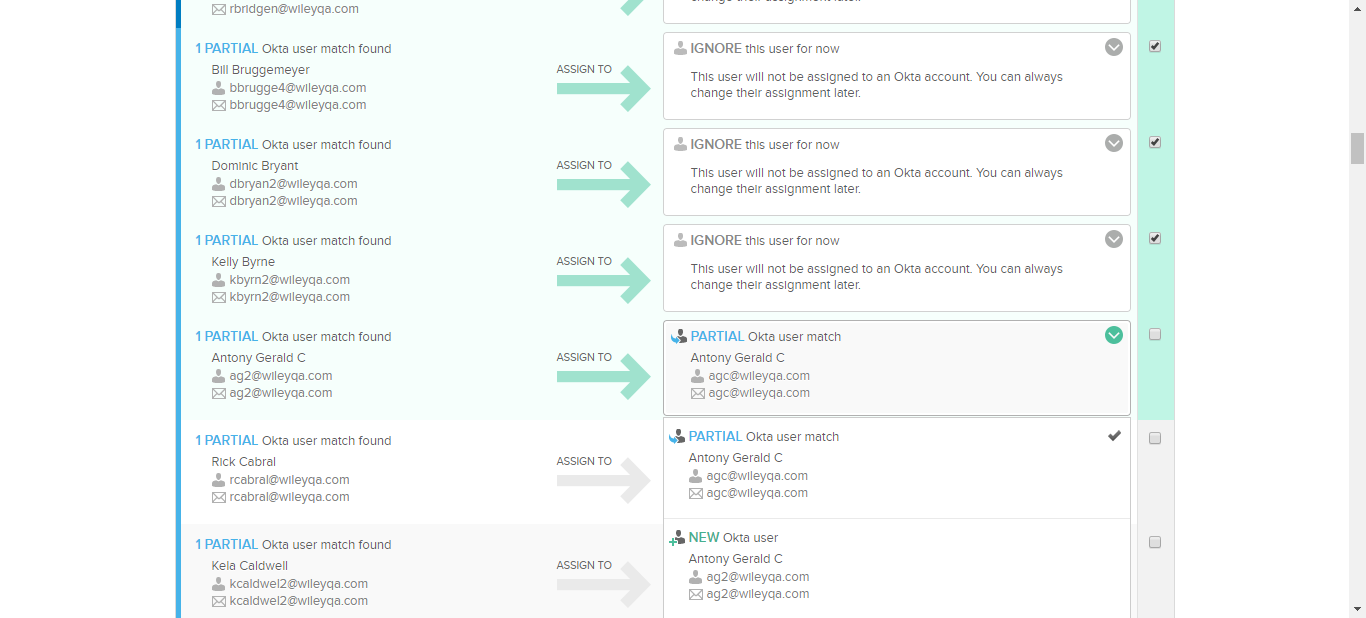 rbridgen@wileyqa.com
change their assignment later.
1 PARTIAL Okta user match found
Bill Bruggemeyer
bbrugge4@wileyqa.com
bbrugge4@wileyqa.com
ASSIGN TO
IGNORE this user for now
This user will not be assigned to an Okta account. You can always
change their assignment later.
1 PARTIAL Okta user match found
Dominic Bryant
dbryan2@wileyqa.com
dbryan2@wileyqa.com
ASSIGN TO
IGNORE this user for now
This user will not be assigned to an Okta account. You can always
change their assignment later.
1 PARTIAL Okta user match found
Kelly Byrne
kbyrn2@wileyqa.com
kbyrn2@wileyqa.com
ASSIGN TO
IGNORE this user for now
This user will not be assigned to an Okta account. You can always
change their assignment later.
1 PARTIAL Okta user match found
Antony Gerald C
ag2@wileyqa.com
ag2@wileyqa.com
ASSIGN TO
PARTIAL Okta user match
Antony Gerald C
agc@wileyqa.com
agc@wileyqa.com
1 PARTIAL Okta user match found
Rick Cabral
rcabral@wileyqa.com
rcabral@wileyqa.com
ASSIGN TO
PARTIAL Okta user match
Antony Gerald C
agc@wileyqa.com
agc@wileyqa.com
1 PARTIAL Okta user match found
Kela Caldwell
kcaldwel2@wileyqa.com
kcaldwel2@wileyqa.com
ASSIGN TO
NEW Okta user
Antony Gerald C
ag2@wileyqa.com
ag2@wileyqa.com